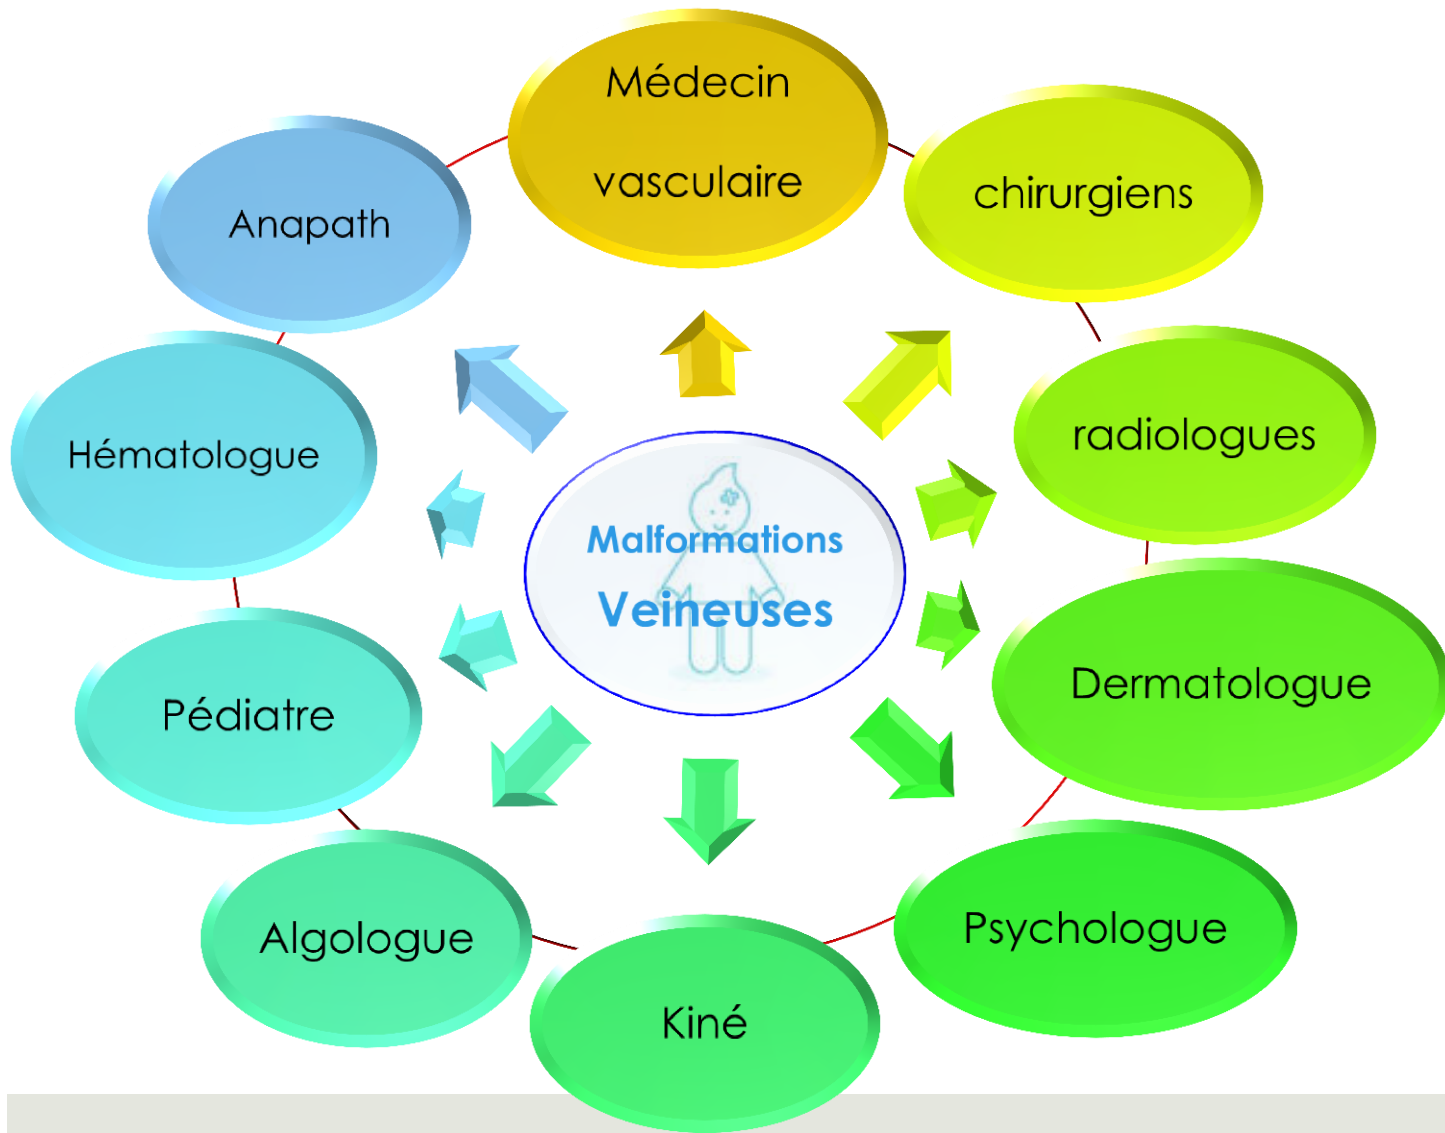 Médecin
vasculaire
chirurgiens
radiologues
Dermatologue
Psychologue
Kiné
Algologue
Pédiatre
Hématologue
Anapath
Malformations
Veineuses